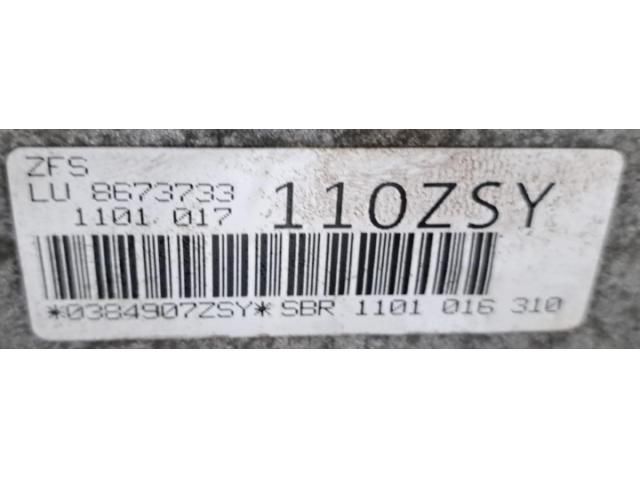 ZFS
LU 8673733
1101 017 110ZSY
*0384907ZSY* SBR 1101 016 310